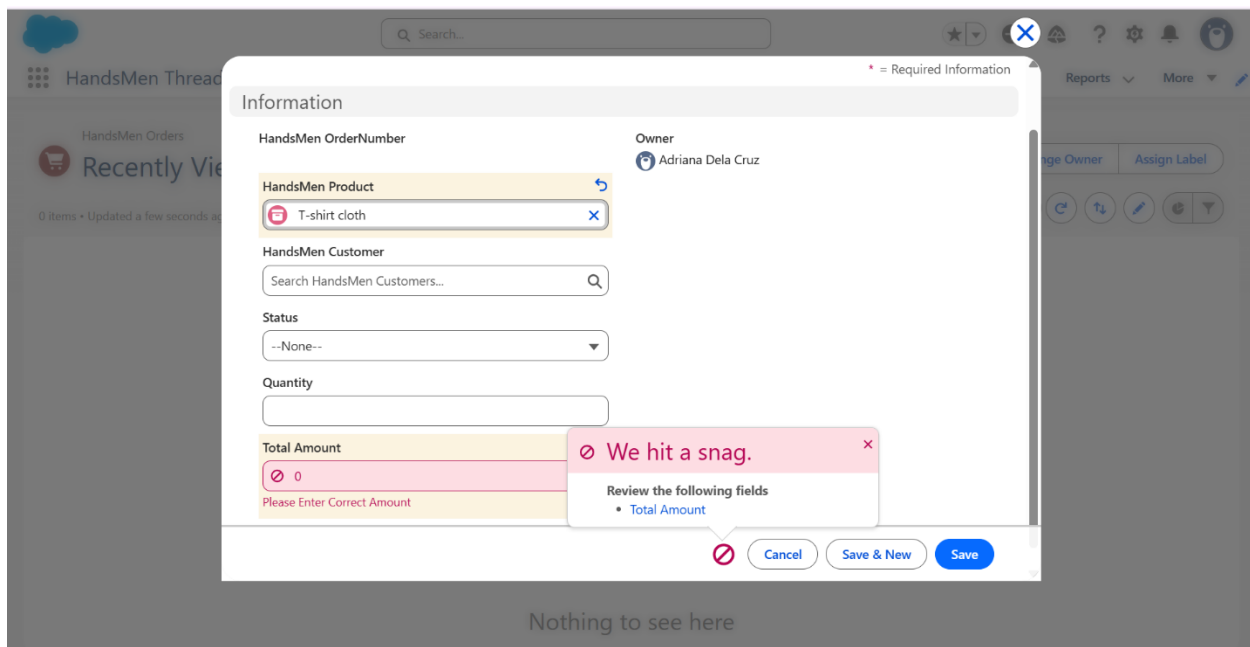 Search...
HandsMen Thread
Reports
More
* = Required Information
Information
HandsMen Orders
Recently Vie
0 items • Updated a few seconds ag
nge Owner
Assign Label
HandsMen OrderNumber
Owner
Adriana Dela Cruz
HandsMen Product
T-shirt cloth
HandsMen Customer
Search HandsMen Customers...
Status
--None--
Quantity
Total Amount
0
Please Enter Correct Amount
We hit a snag.
Review the following fields
• Total Amount
Cancel
Save & New
Save
Nothing to see here